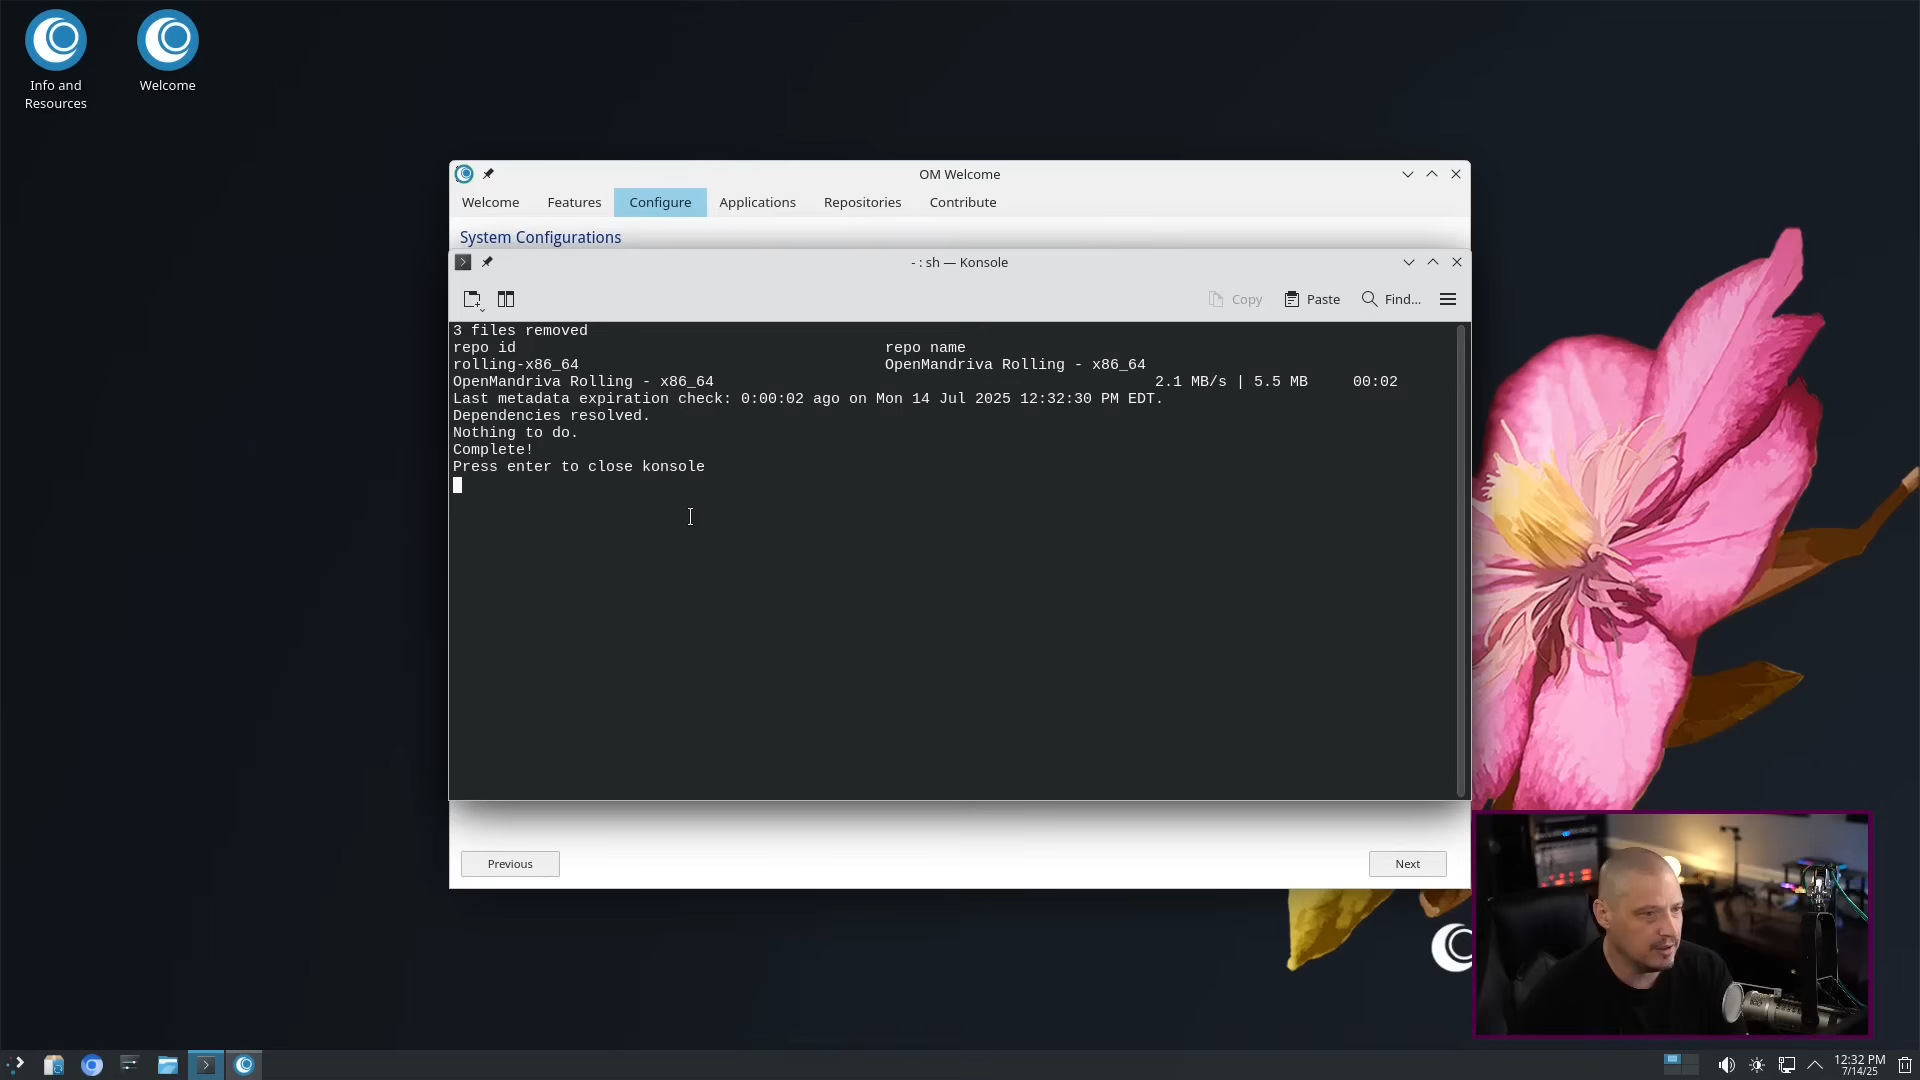 Info and
Resources
Welcome
OM Welcome
Welcome Features Configure Applications Repositories Contribute
System Configurations
- : sh — Konsole
Copy Paste Find...
3 files removed
repo id repo name
rolling-x86_64 OpenMandriva Rolling - x86_64
OpenMandriva Rolling - x86_64 2.1 MB/s | 5.5 MB 00:02
Last metadata expiration check: 0:00:02 ago on Mon 14 Jul 2025 12:32:30 PM EDT.
Dependencies resolved.
Nothing to do.
Complete!
Press enter to close konsole
Previous Next
12:32 PM
7/14/25